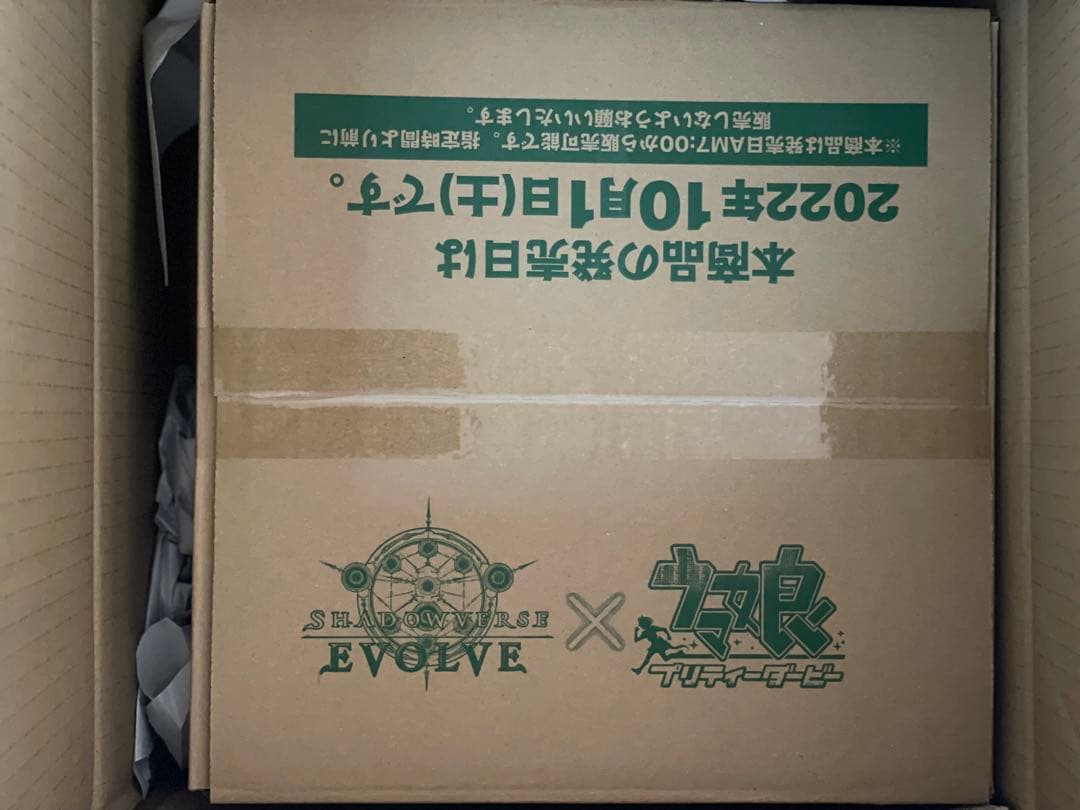 本商品の発売日は
2022年10月1日(土)です。
※本商品は発売日AM7:00から販売可能です。指定時間より前に
販売しないようお願いいたします。
SHADOWVERSE
EVOLVE
×
ウマ娘
プリティーダービー